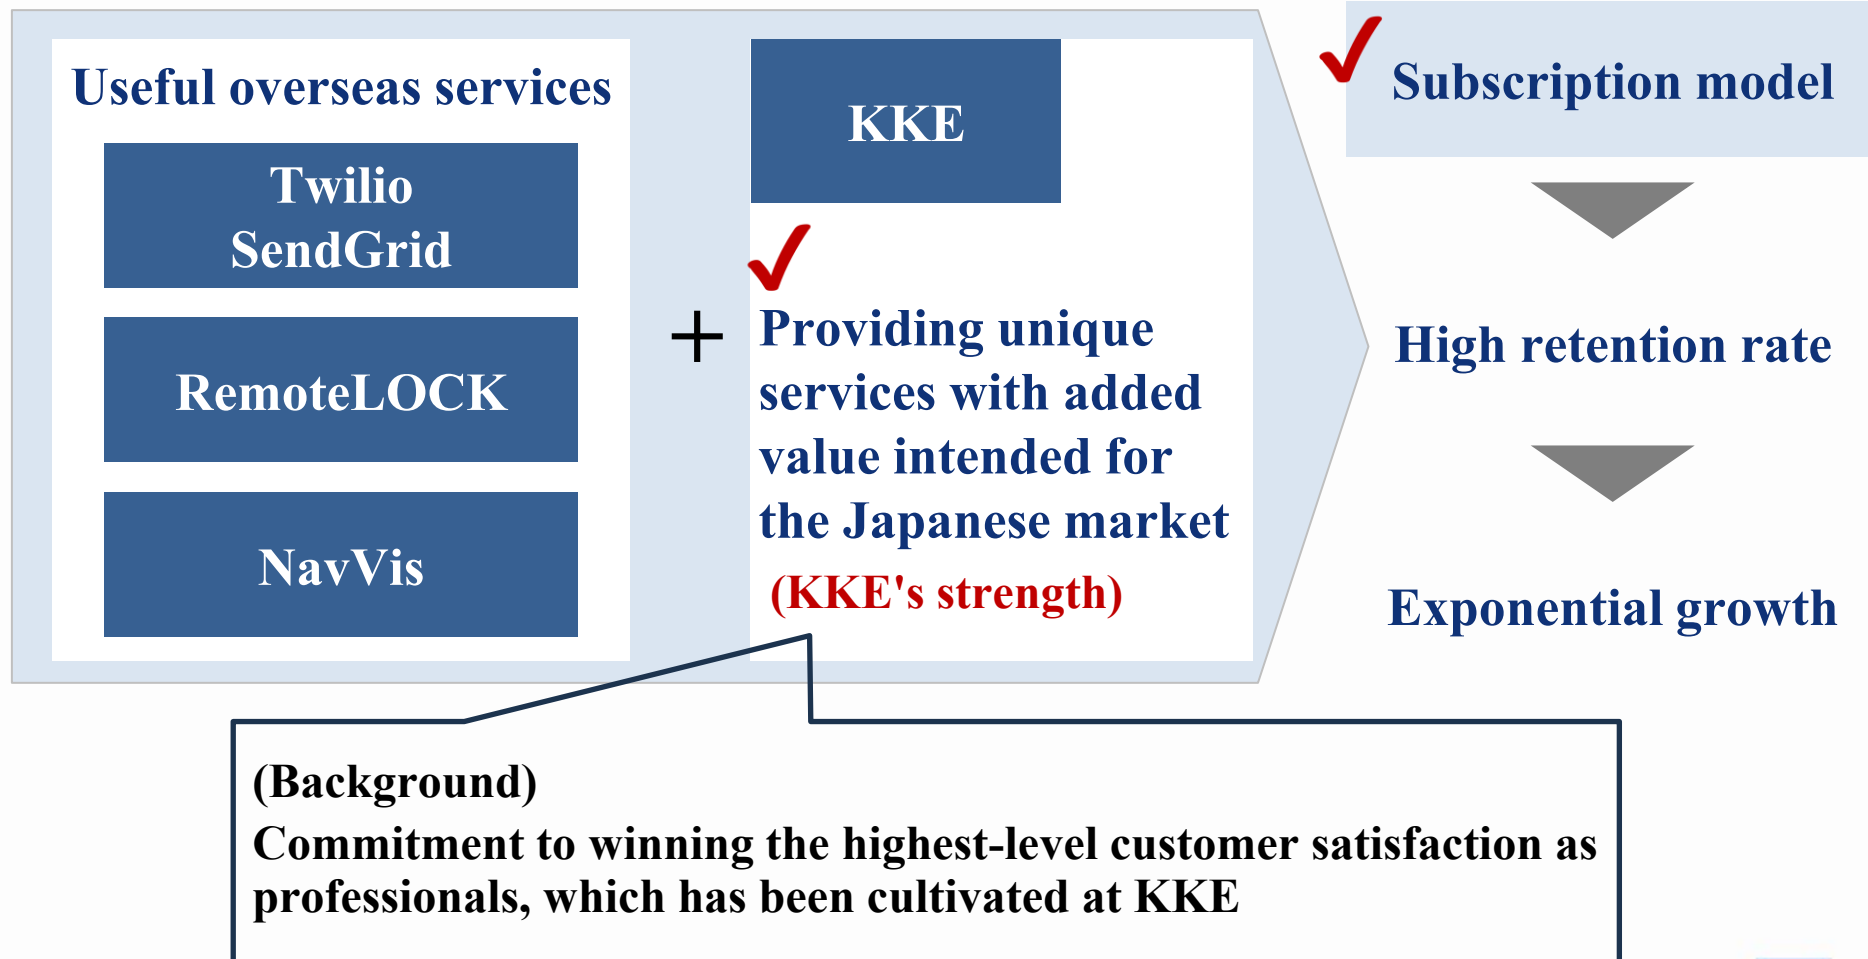 Useful overseas services
Twilio
SendGrid
RemoteLOCK
NavVis
+
KKE
Providing unique
services with added
value intended for
the Japanese market
(KKE's strength)
Subscription model
High retention rate
Exponential growth
(Background)
Commitment to winning the highest-level customer satisfaction as
professionals, which has been cultivated at KKE